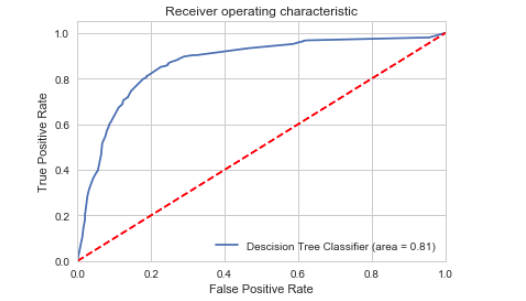 Receiver operating characteristic
1.0
0.8
0.6
0.4
0.2
0.0
True Positive Rate
Descision Tree Classifier (area = 0.81)
0.0 0.2 0.4 0.6 0.8 1.0
False Positive Rate